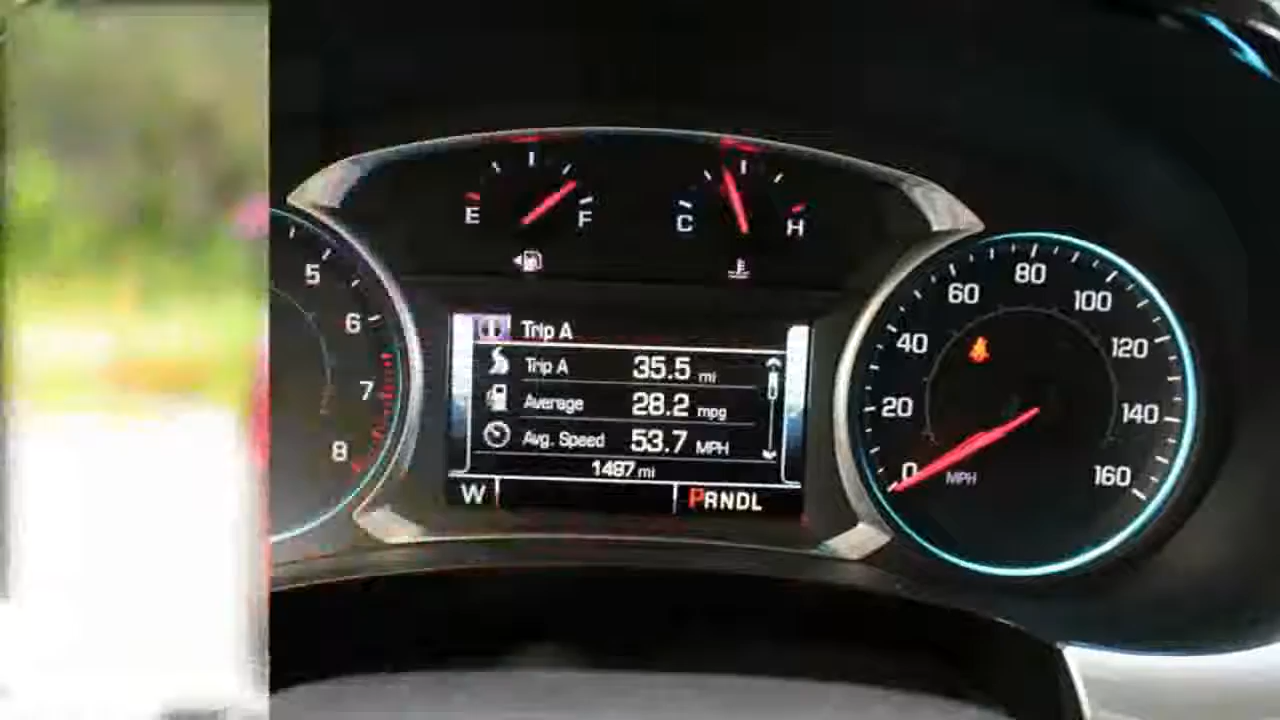 E F
C H
5
6
7
8
Trip A
Trip A 35.5 mi
Average 28.2 mpg
Avg. Speed 53.7 MPH
1487 mi
W PRNDL
0
20
40
60
80
100
120
140
160
MPH